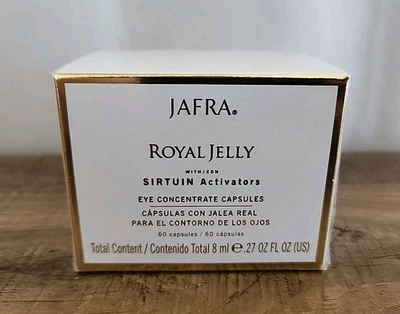 JAFRA®
ROYAL JELLY
WITH/CON
SIRTUIN Activators
EYE CONCENTRATE CAPSULES
CÁPSULAS CON JALEA REAL
PARA EL CONTORNO DE LOS OJOS
60 capsules / 60 cápsulas
Total Content / Contenido Total 8 ml ℮ .27 OZ FL OZ (US)